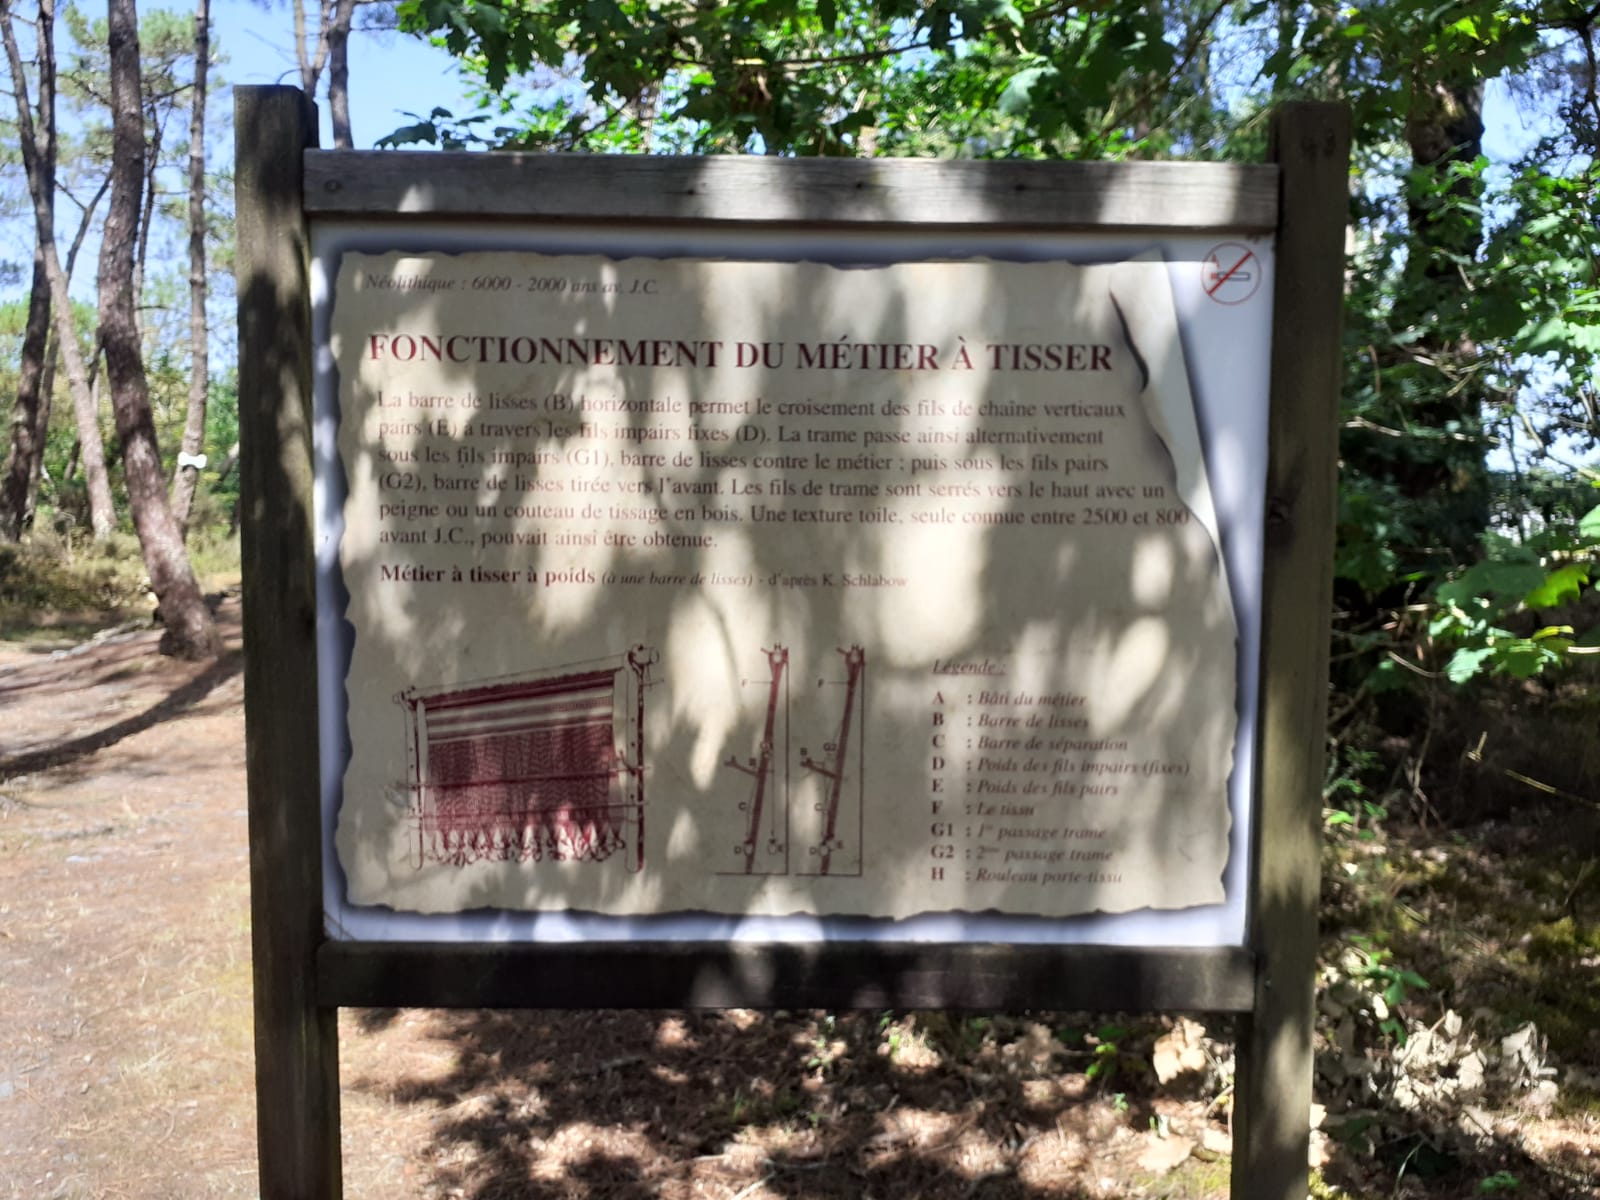 Néolithique : 6000 - 2000 ans av. J.C.
FONCTIONNEMENT DU MÉTIER À TISSER
La barre de lisses (B) horizontale permet le croisement des fils de chaîne verticaux
pairs (E) à travers les fils impairs fixes (D). La trame passe ainsi alternativement
sous les fils impairs (G1), barre de lisses contre le métier ; puis sous les fils pairs
(G2), barre de lisses tirée vers l'avant. Les fils de trame sont serrés vers le haut avec un
peigne ou un couteau de tissage en bois. Une texture toile, seule connue entre 2500 et 800
avant J.C., pouvait ainsi être obtenue.
Métier à tisser à poids (à une barre de lisses) - d'après K. Schlabow
H H
F F
G1 G2
B B
C C
D E D E
Légende :
A : Bâti du métier
B : Barre de lisses
C : Barre de séparation
D : Poids des fils impairs (fixes)
E : Poids des fils pairs
F : Le tissu
G1 : 1er passage trame
G2 : 2ème passage trame
H : Rouleau porte-tissu